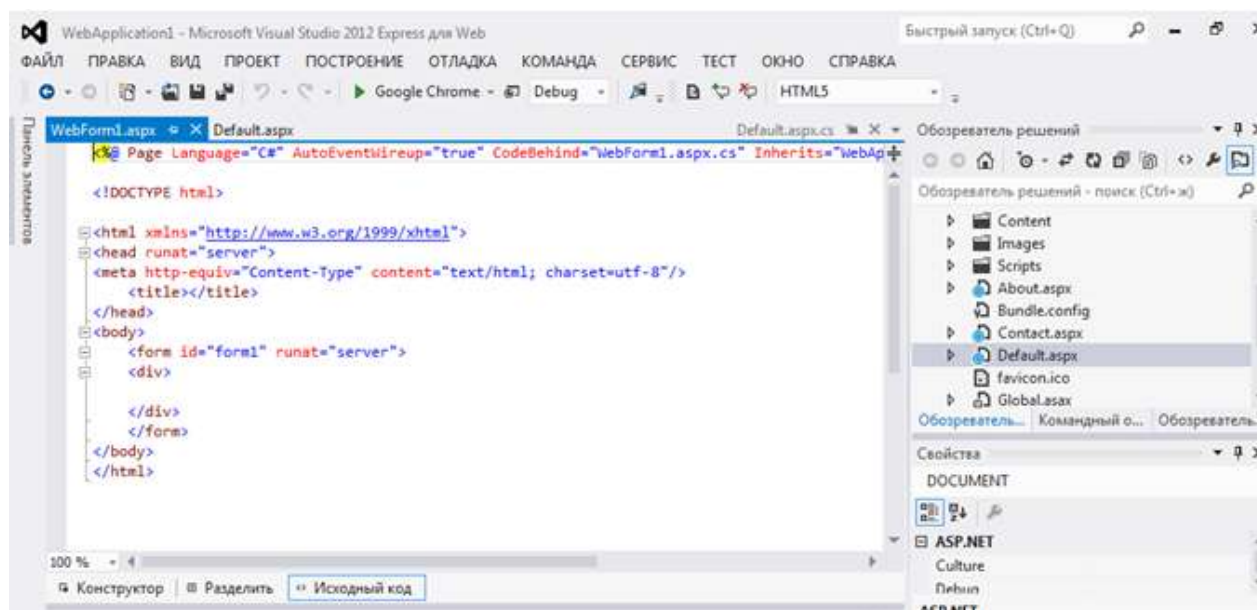 WebApplication1 - Microsoft Visual Studio 2012 Express для Web
Быстрый запуск (Ctrl+Q)
ФАЙЛ ПРАВКА ВИД ПРОЕКТ ПОСТРОЕНИЕ ОТЛАДКА КОМАНДА СЕРВИС ТЕСТ ОКНО СПРАВКА
Google Chrome Debug HTML5
Панель элементов
WebForm1.aspx Default.aspx Default.aspx.cs
<%@ Page Language="C#" AutoEventWireup="true" CodeBehind="WebForm1.aspx.cs" Inherits="WebAp
<!DOCTYPE html>
<html xmlns="http://www.w3.org/1999/xhtml">
<head runat="server">
<meta http-equiv="Content-Type" content="text/html; charset=utf-8"/>
<title></title>
</head>
<body>
<form id="form1" runat="server">
<div>
</div>
</form>
</body>
</html>
100 %
Конструктор Разделить Исходный код
Обозреватель решений
Обозреватель решений - поиск (Ctrl+ж)
Content
Images
Scripts
About.aspx
Bundle.config
Contact.aspx
Default.aspx
favicon.ico
Global.asax
Обозреватель... Командный о... Обозреватель
Свойства
DOCUMENT
ASP.NET
Culture
Debug
ASP.NET